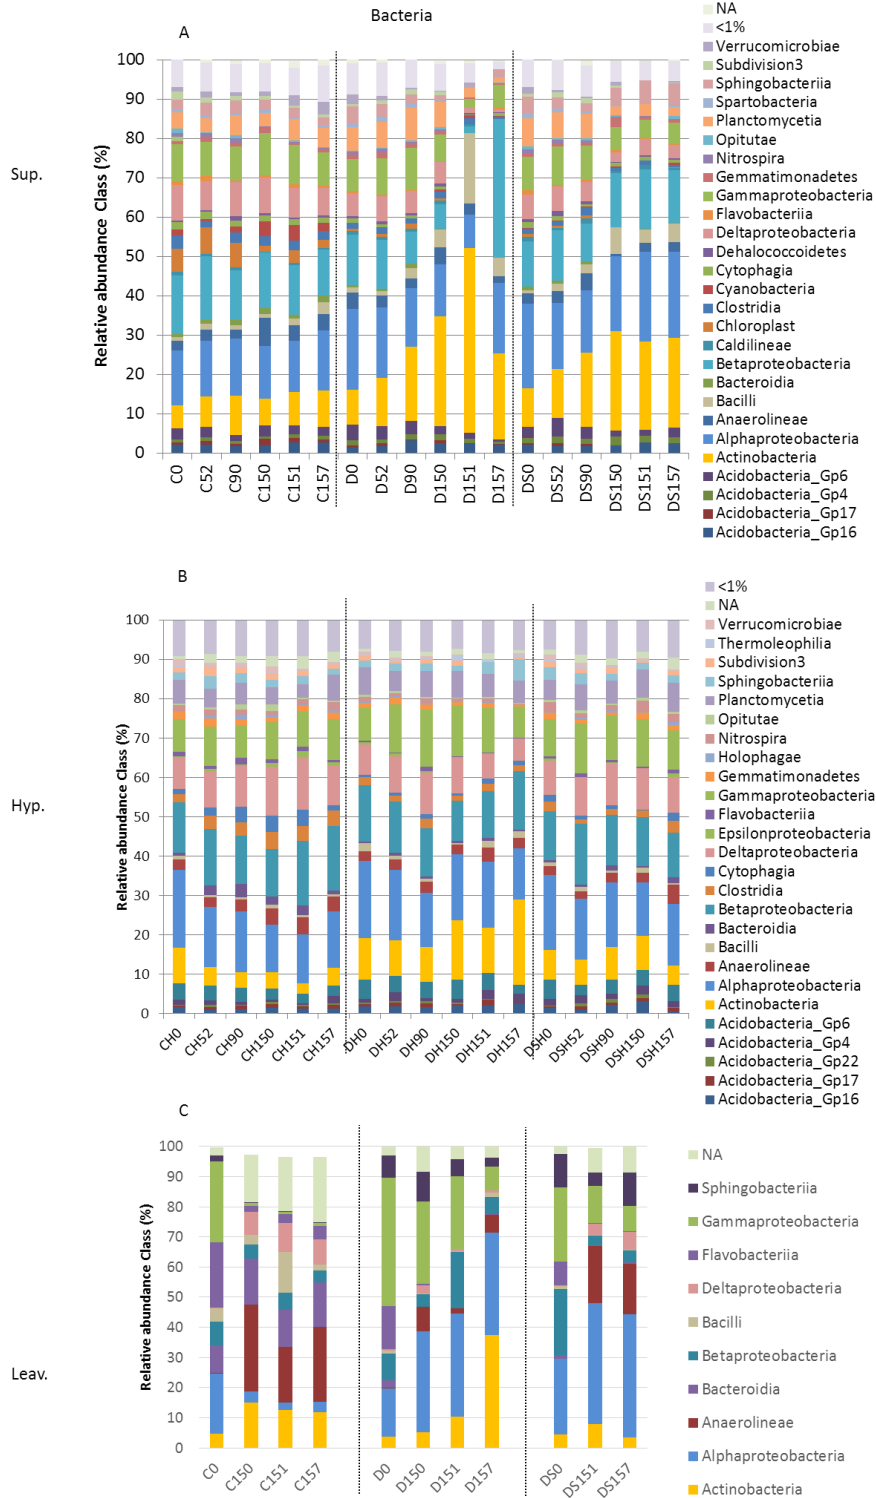 Bacteria
A
Sup.
Relative abundance Class (%)
100
90
80
70
60
50
40
30
20
10
0
C0
C52
C90
C150
C151
C157
D0
D52
D90
D150
D151
D157
DS0
DS52
DS90
DS150
DS151
DS157
NA
<1%
Verrucomicrobiae
Subdivision3
Sphingobacteriia
Spartobacteria
Planctomycetia
Opitutae
Nitrospira
Gemmatimonadetes
Gammaproteobacteria
Flavobacteriia
Deltaproteobacteria
Dehalococcoidetes
Cytophagia
Cyanobacteria
Clostridia
Chloroplast
Caldilineae
Betaproteobacteria
Bacteroidia
Bacilli
Anaerolineae
Alphaproteobacteria
Actinobacteria
Acidobacteria_Gp6
Acidobacteria_Gp4
Acidobacteria_Gp17
Acidobacteria_Gp16
B
Hyp.
Relative abundance Class (%)
100
90
80
70
60
50
40
30
20
10
0
CH0
CH52
CH90
CH150
CH151
CH157
DH0
DH52
DH90
DH150
DH151
DH157
DSH0
DSH52
DSH90
DSH150
DSH157
<1%
NA
Verrucomicrobiae
Thermoleophilia
Subdivision3
Sphingobacteriia
Planctomycetia
Opitutae
Nitrospira
Holophagae
Gemmatimonadetes
Gammaproteobacteria
Flavobacteriia
Epsilonproteobacteria
Deltaproteobacteria
Cytophagia
Clostridia
Betaproteobacteria
Bacteroidia
Bacilli
Anaerolineae
Alphaproteobacteria
Actinobacteria
Acidobacteria_Gp6
Acidobacteria_Gp4
Acidobacteria_Gp22
Acidobacteria_Gp17
Acidobacteria_Gp16
C
Leav.
Relative abundance Class (%)
100
90
80
70
60
50
40
30
20
10
0
C0
C150
C151
C157
D0
D150
D151
D157
DS0
DS151
DS157
NA
Sphingobacteriia
Gammaproteobacteria
Flavobacteriia
Deltaproteobacteria
Bacilli
Betaproteobacteria
Bacteroidia
Anaerolineae
Alphaproteobacteria
Actinobacteria